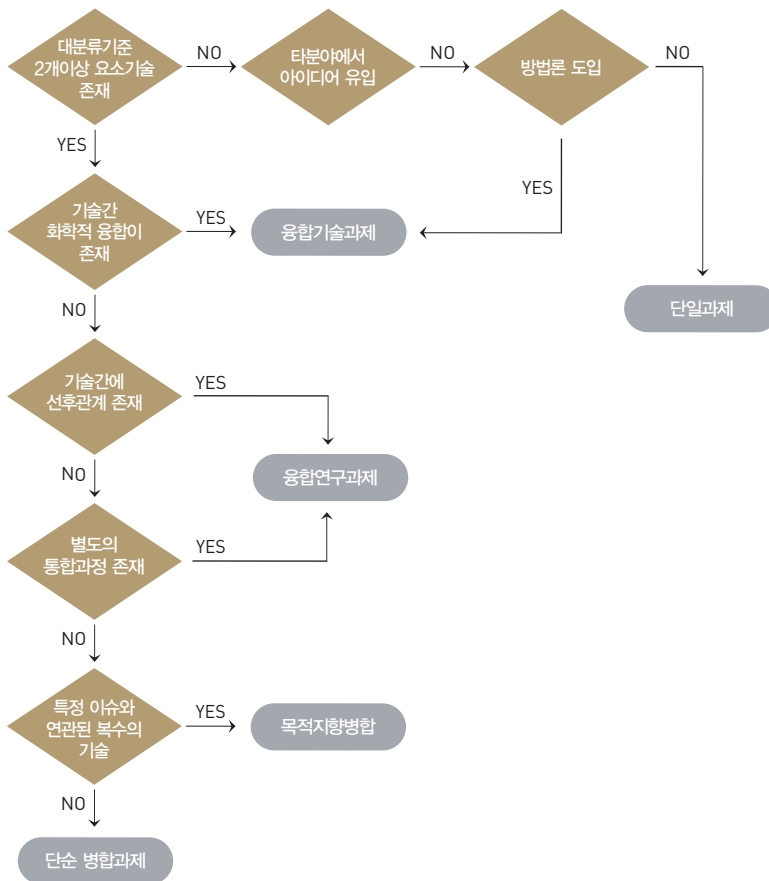 대분류기준
2개이상 요소기술
존재
NO
타분야에서
아이디어 유입
NO
방법론 도입
NO
YES
YES
기술간
화학적 융합이
존재
YES
융합기술과제
단일과제
NO
기술간에
선후관계 존재
YES
융합연구과제
NO
별도의
통합과정 존재
YES
NO
특정 이슈와
연관된 복수의
기술
YES
목적지향병합
NO
단순 병합과제